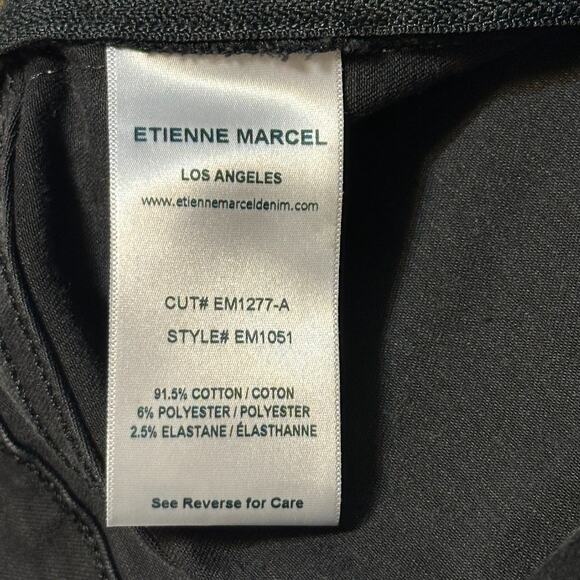 ETIENNE MARCEL
LOS ANGELES
www.etiennemarceldenim.com
CUT# EM1277-A
STYLE# EM1051
91.5% COTTON / COTON
6% POLYESTER / POLYESTER
2.5% ELASTANE / ÉLASTHANNE
See Reverse for Care